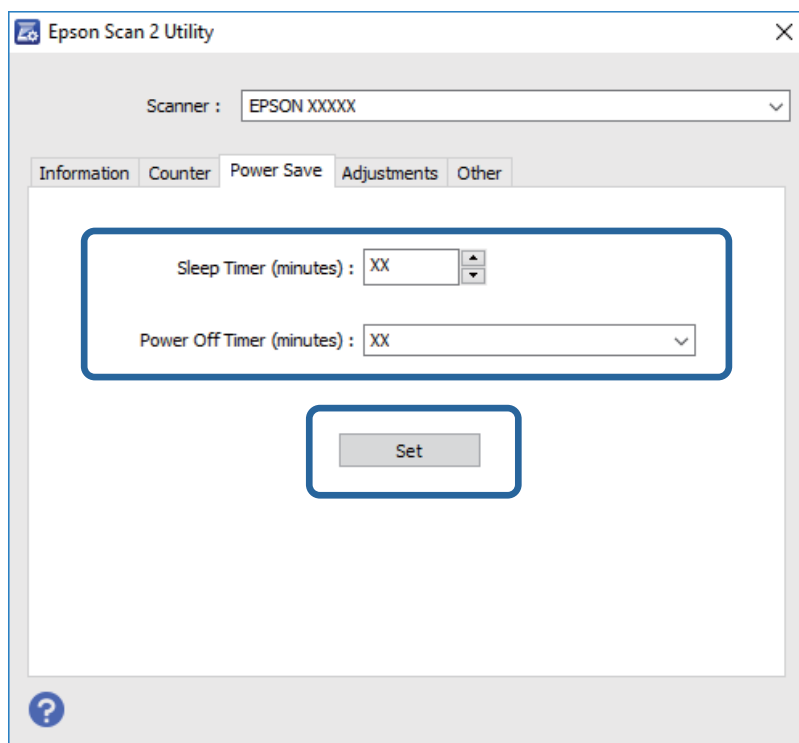 Epson Scan 2 Utility
Scanner : EPSON XXXXX
Information Counter Power Save Adjustments Other
Sleep Timer (minutes) : XX
Power Off Timer (minutes) : XX
Set
?